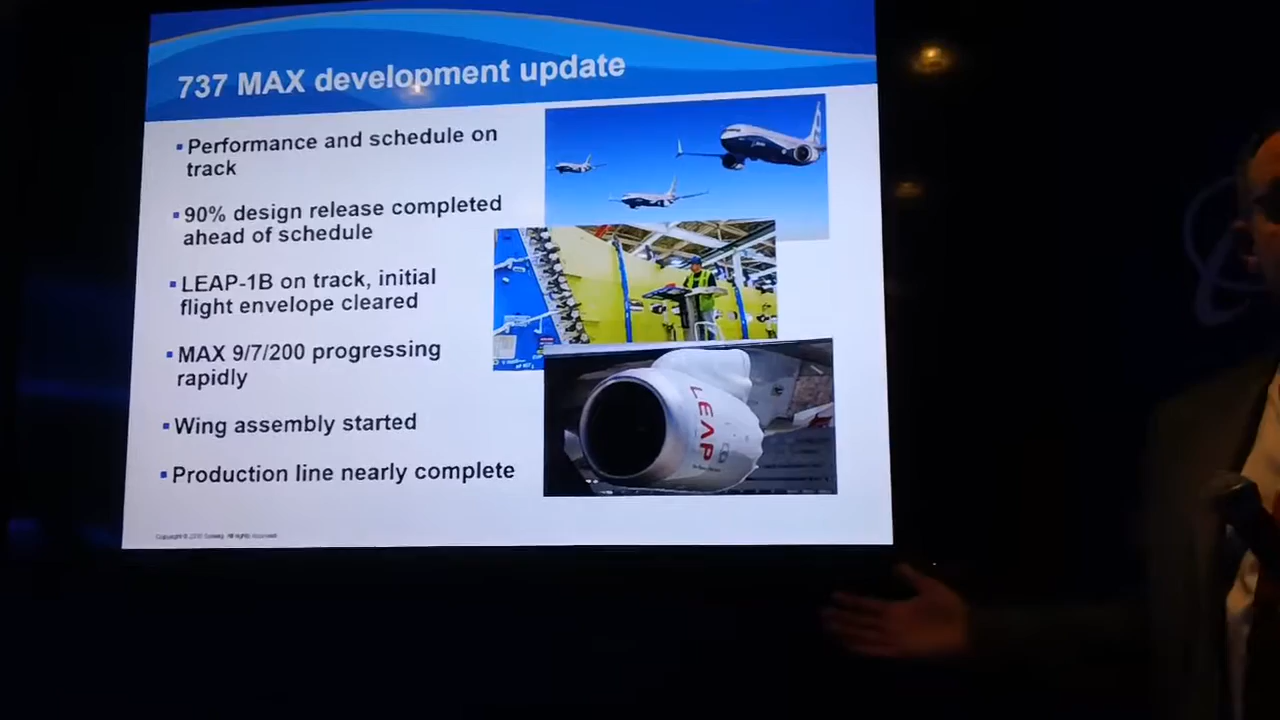 737 MAX development update
Performance and schedule on
track
90% design release completed
ahead of schedule
LEAP-1B on track, initial
flight envelope cleared
MAX 9/7/200 progressing
rapidly
Wing assembly started
Production line nearly complete
LEAP